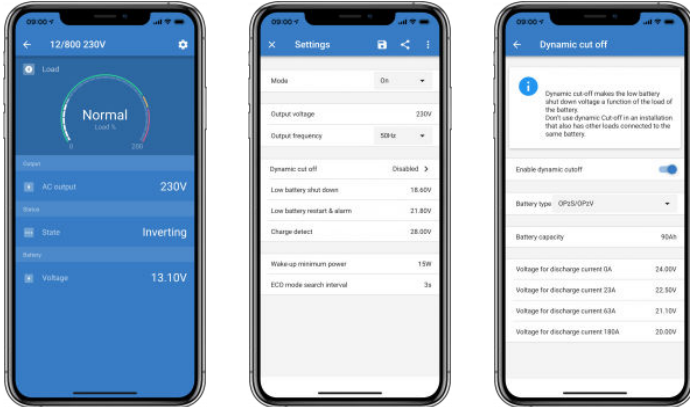 09:00
12/800 230V
Load
Normal
Load %
0 200
Output
AC output 230V
Status
State Inverting
Battery
Voltage 13.10V
09:00
Settings
Mode On
Output voltage 230V
Output frequency 50Hz
Dynamic cut off Disabled
Low battery shut down 18.60V
Low battery restart & alarm 21.80V
Charge detect 28.00V
Wake-up minimum power 15W
ECO mode search interval 3s
09:00
Dynamic cut off
Dynamic cut-off makes the low battery
shut down voltage a function of the load of
the battery.
Don't use dynamic Cut-off in an installation
that also has other loads connected to the
same battery.
Enable dynamic cutoff
Battery type OPzS/OPzV
Battery capacity 90Ah
Voltage for discharge current 0A 24.00V
Voltage for discharge current 23A 22.50V
Voltage for discharge current 63A 21.10V
Voltage for discharge current 180A 20.00V